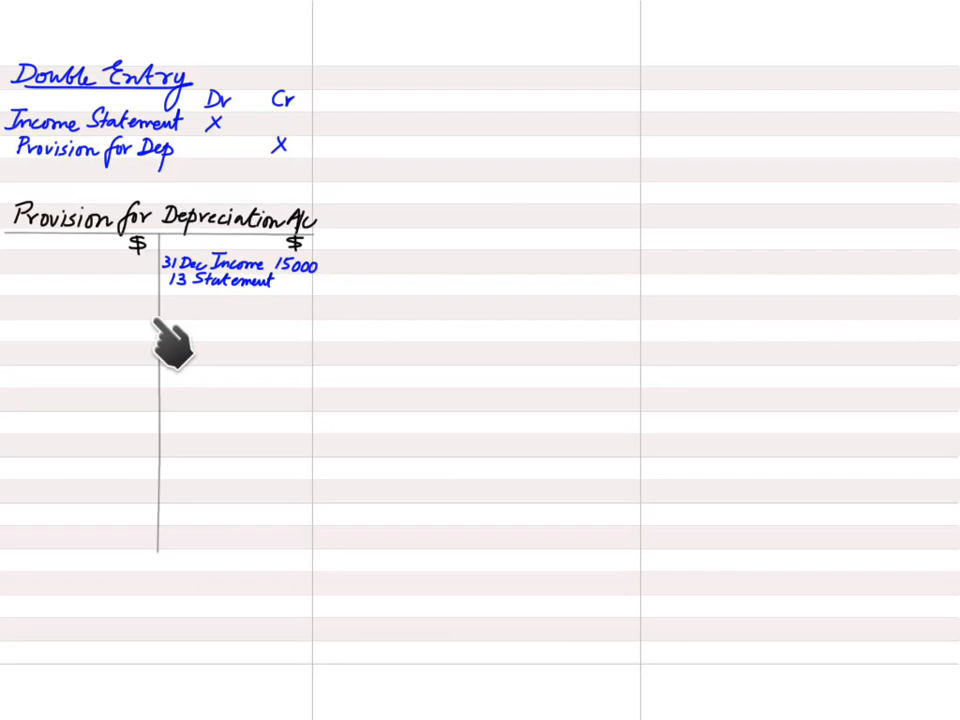 Double Entry
Dr Cr
Income Statement X
Provision for Dep X
Provision for Depreciation A/c
$ $
31 Dec Income 15000
13 Statement